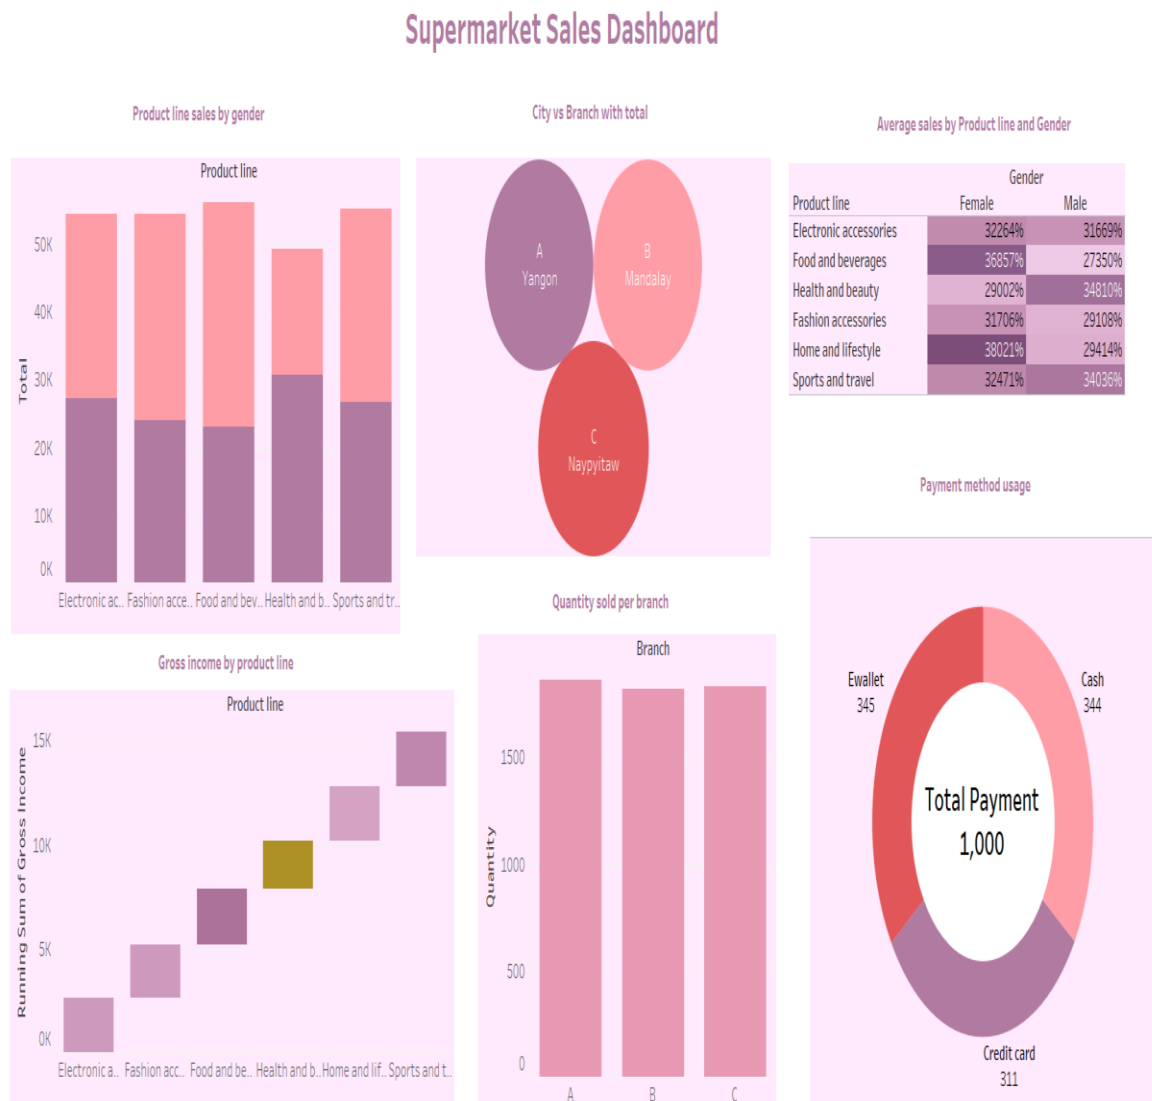 Supermarket Sales Dashboard
Product line sales by gender
Product line
Total
50K
40K
30K
20K
10K
0K
Electronic ac.. Fashion acce.. Food and bev.. Health and b.. Sports and tr..
City vs Branch with total
A
Yangon
B
Mandalay
C
Naypyitaw
Average sales by Product line and Gender
Gender
Product line Female Male
Electronic accessories 32264% 31669%
Food and beverages 36857% 27350%
Health and beauty 29002% 34810%
Fashion accessories 31706% 29108%
Home and lifestyle 38021% 29414%
Sports and travel 32471% 34036%
Gross income by product line
Product line
Running Sum of Gross Income
15K
10K
5K
0K
Electronic a.. Fashion acc.. Food and be.. Health and b.. Home and lif.. Sports and t..
Quantity sold per branch
Branch
Quantity
1500
1000
500
0
A B C
Payment method usage
Ewallet
345
Cash
344
Total Payment
1,000
Credit card
311